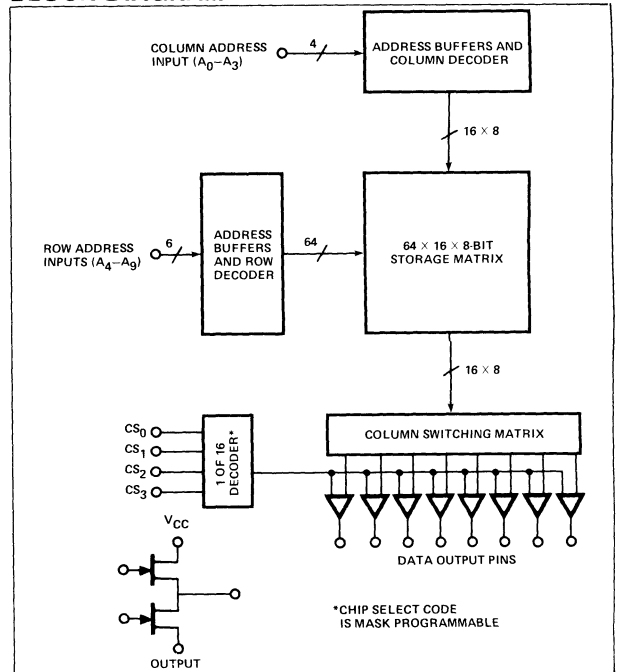 COLUMN ADDRESS
INPUT (A0–A3)
4
ADDRESS BUFFERS AND
COLUMN DECODER
16 × 8
ROW ADDRESS
INPUTS (A4–A9)
6
ADDRESS
BUFFERS
AND ROW
DECODER
64
64 × 16 × 8-BIT
STORAGE MATRIX
16 × 8
CS0
CS1
CS2
CS3
1 OF 16
DECODER*
COLUMN SWITCHING MATRIX
DATA OUTPUT PINS
VCC
OUTPUT
*CHIP SELECT CODE
IS MASK PROGRAMMABLE